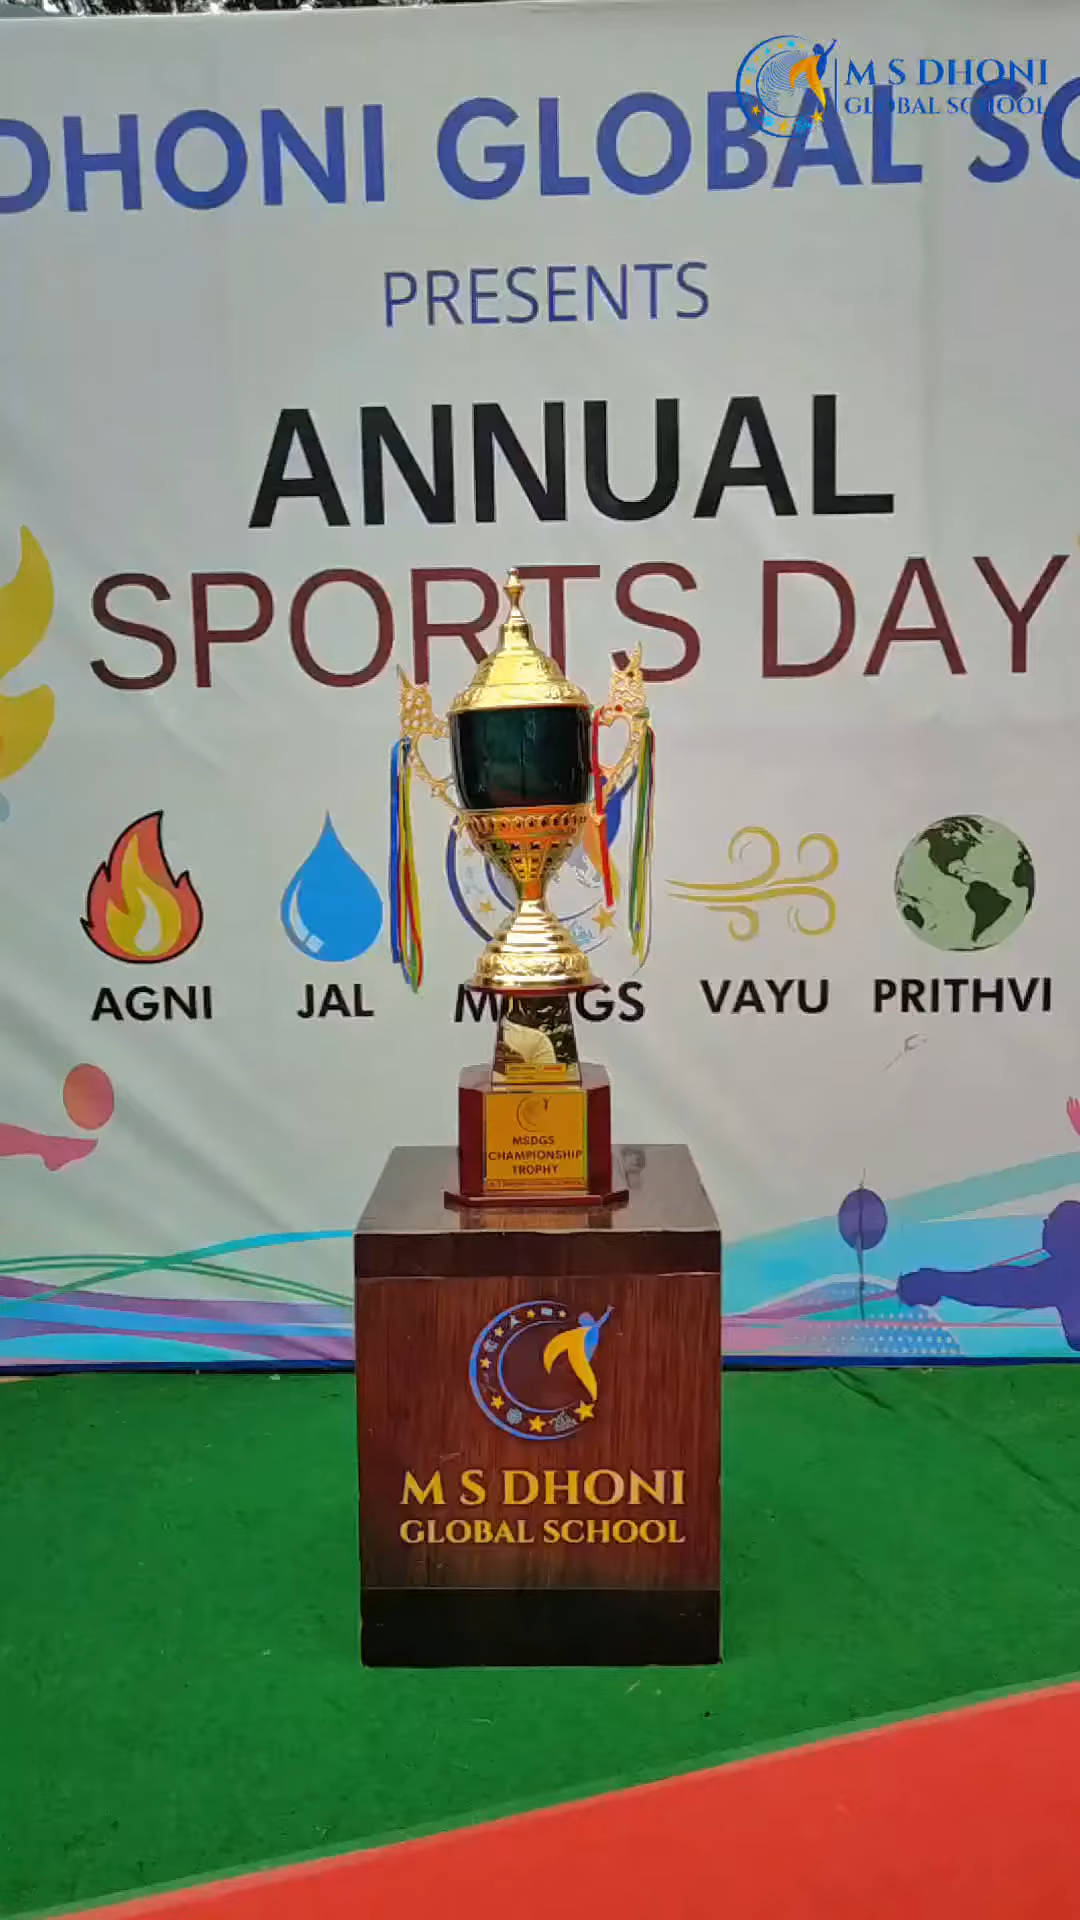 M S DHONI
GLOBAL SCHOOL
DHONI GLOBAL SC
PRESENTS
ANNUAL
SPORTS DAY
AGNI
JAL
M GS
VAYU
PRITHVI
MSDGS
CHAMPIONSHIP
TROPHY
M S DHONI
GLOBAL SCHOOL